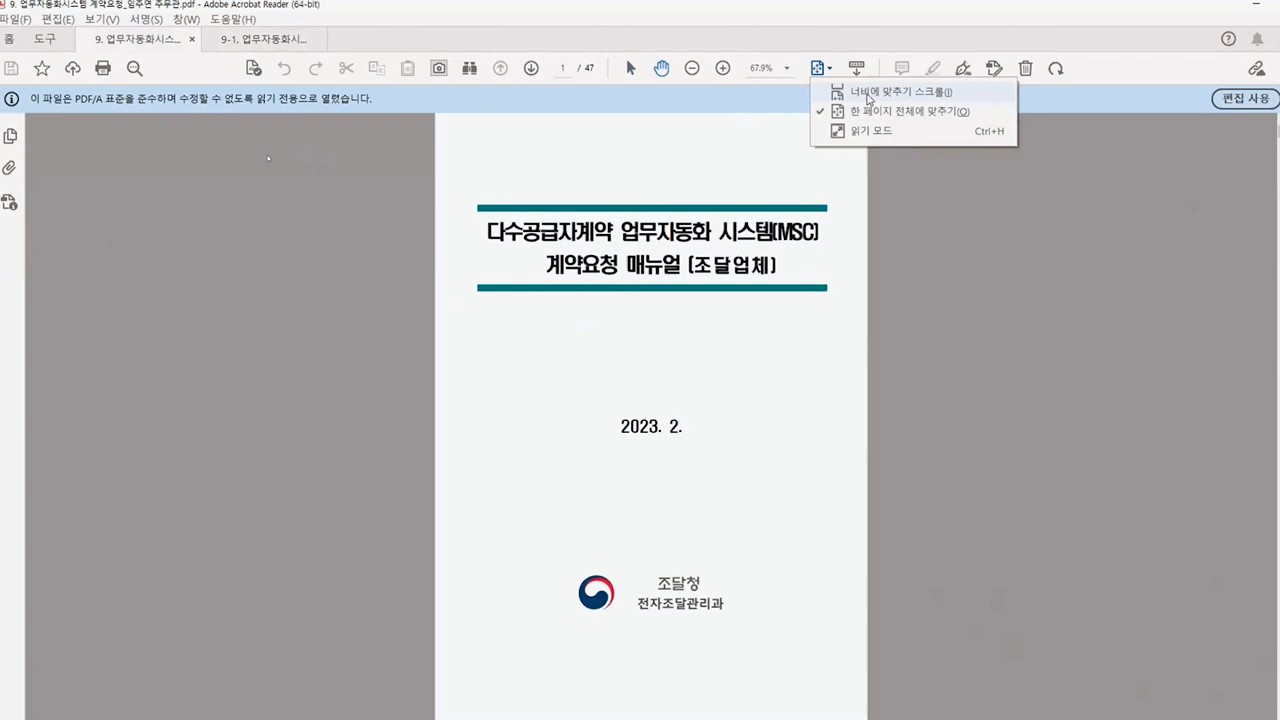 9. 업무자동화시스템 계약요청_임주연 주무관.pdf - Adobe Acrobat Reader (64-bit)
파일(F) 편집(E) 보기(V) 서명(S) 창(W) 도움말(H)
홈 도구 9. 업무자동화시스... × 9-1. 업무자동화시...
1 / 47 67.9%
이 파일은 PDF/A 표준을 준수하며 수정할 수 없도록 읽기 전용으로 열렸습니다. 편집 사용
너비에 맞추기 스크롤(I)
한 페이지 전체에 맞추기(O)
읽기 모드 Ctrl+H
다수공급자계약 업무자동화 시스템(MSC)
계약요청 매뉴얼 (조달업체)
2023. 2.
조달청
전자조달관리과